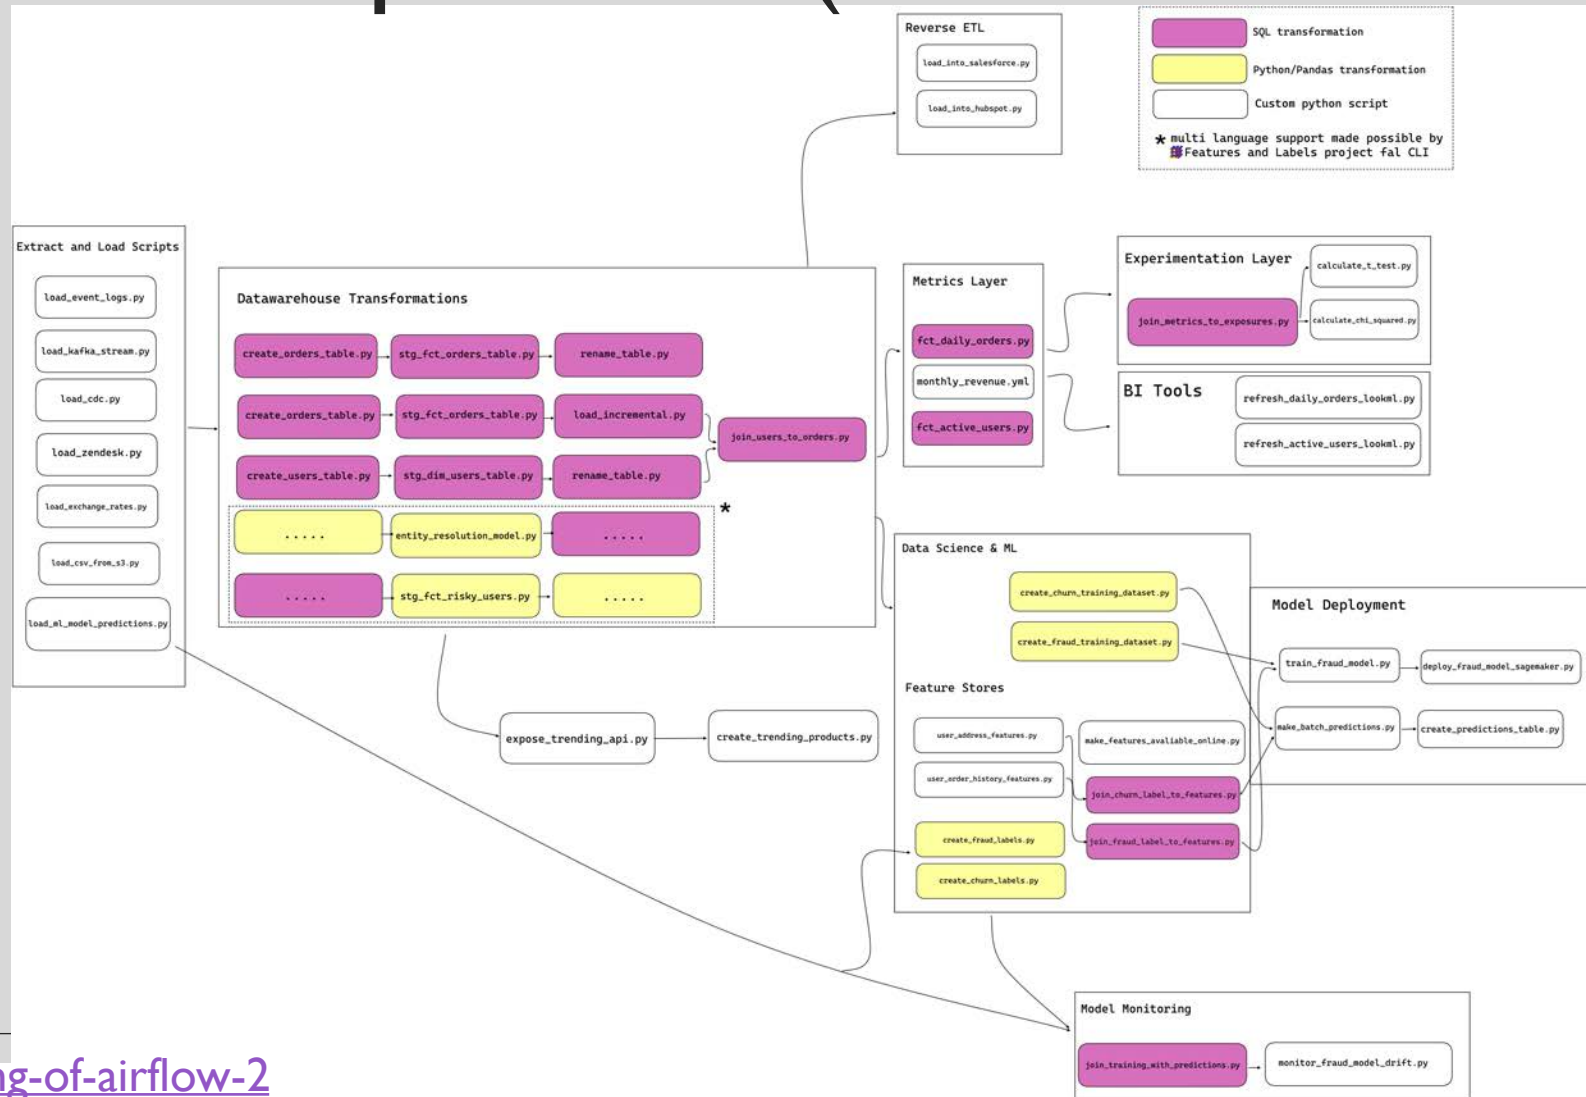 Reverse ETL
load_into_salesforce.py
load_into_hubspot.py
SQL transformation
Python/Pandas transformation
Custom python script
* multi language support made possible by
Features and Labels project fal CLI
Extract and Load Scripts
load_event_logs.py
load_kafka_stream.py
load_cdc.py
load_zendesk.py
load_exchange_rates.py
load_csv_from_s3.py
load_ml_model_predictions.py
Datawarehouse Transformations
create_orders_table.py
stg_fct_orders_table.py
rename_table.py
create_orders_table.py
stg_fct_orders_table.py
load_incremental.py
join_users_to_orders.py
create_users_table.py
stg_dim_users_table.py
rename_table.py
*
.....
entity_resolution_model.py
.....
.....
stg_fct_risky_users.py
.....
Metrics Layer
fct_daily_orders.py
monthly_revenue.yml
fct_active_users.py
Experimentation Layer
join_metrics_to_exposures.py
calculate_t_test.py
calculate_chi_squared.py
BI Tools
refresh_daily_orders_lookml.py
refresh_active_users_lookml.py
expose_trending_api.py
create_trending_products.py
Data Science & ML
create_churn_training_dataset.py
create_fraud_training_dataset.py
Feature Stores
user_address_features.py
make_features_avaliable_online.py
user_order_history_features.py
join_churn_label_to_features.py
create_fraud_labels.py
join_fraud_label_to_features.py
create_churn_labels.py
Model Deployment
train_fraud_model.py
deploy_fraud_model_sagemaker.py
make_batch_predictions.py
create_predictions_table.py
Model Monitoring
join_training_with_predictions.py
monitor_fraud_model_drift.py
ng-of-airflow-2